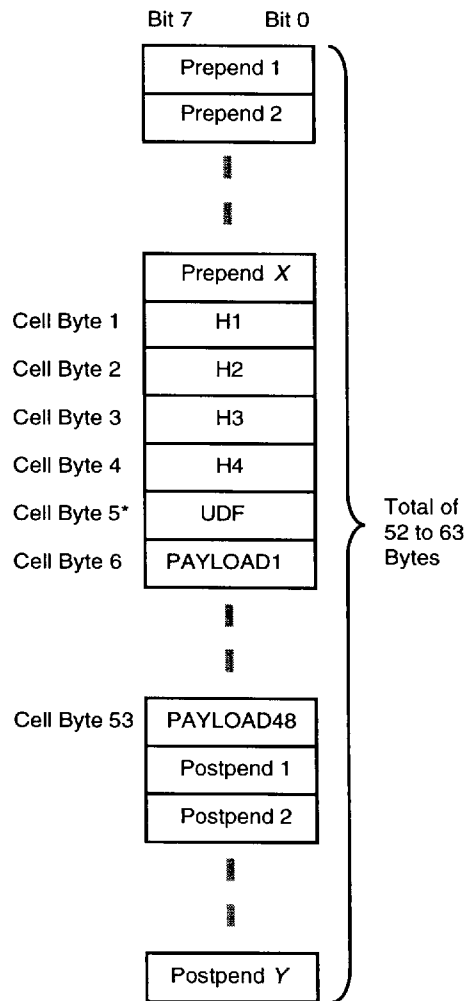 Bit 7 Bit 0
Prepend 1
Prepend 2
Prepend X
Cell Byte 1 H1
Cell Byte 2 H2
Cell Byte 3 H3
Cell Byte 4 H4
Cell Byte 5* UDF
Cell Byte 6 PAYLOAD1
Total of
52 to 63
Bytes
Cell Byte 53 PAYLOAD48
Postpend 1
Postpend 2
Postpend Y